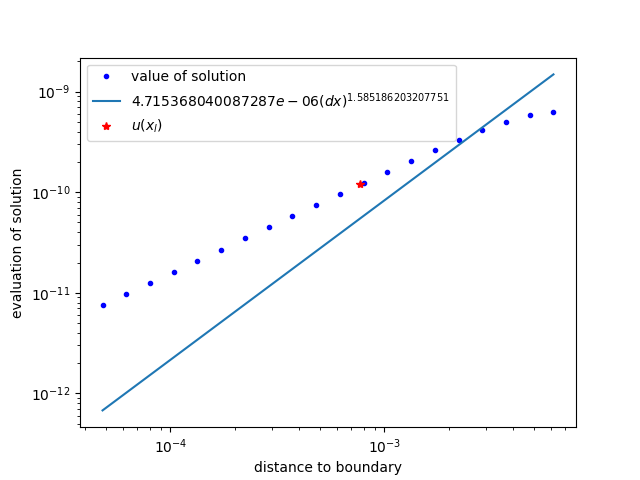 value of solution
4.715368040087287e − 06(dx)^1.585186203207751
u(x_l)
10^−9
10^−10
10^−11
10^−12
evaluation of solution
10^−4
10^−3
distance to boundary